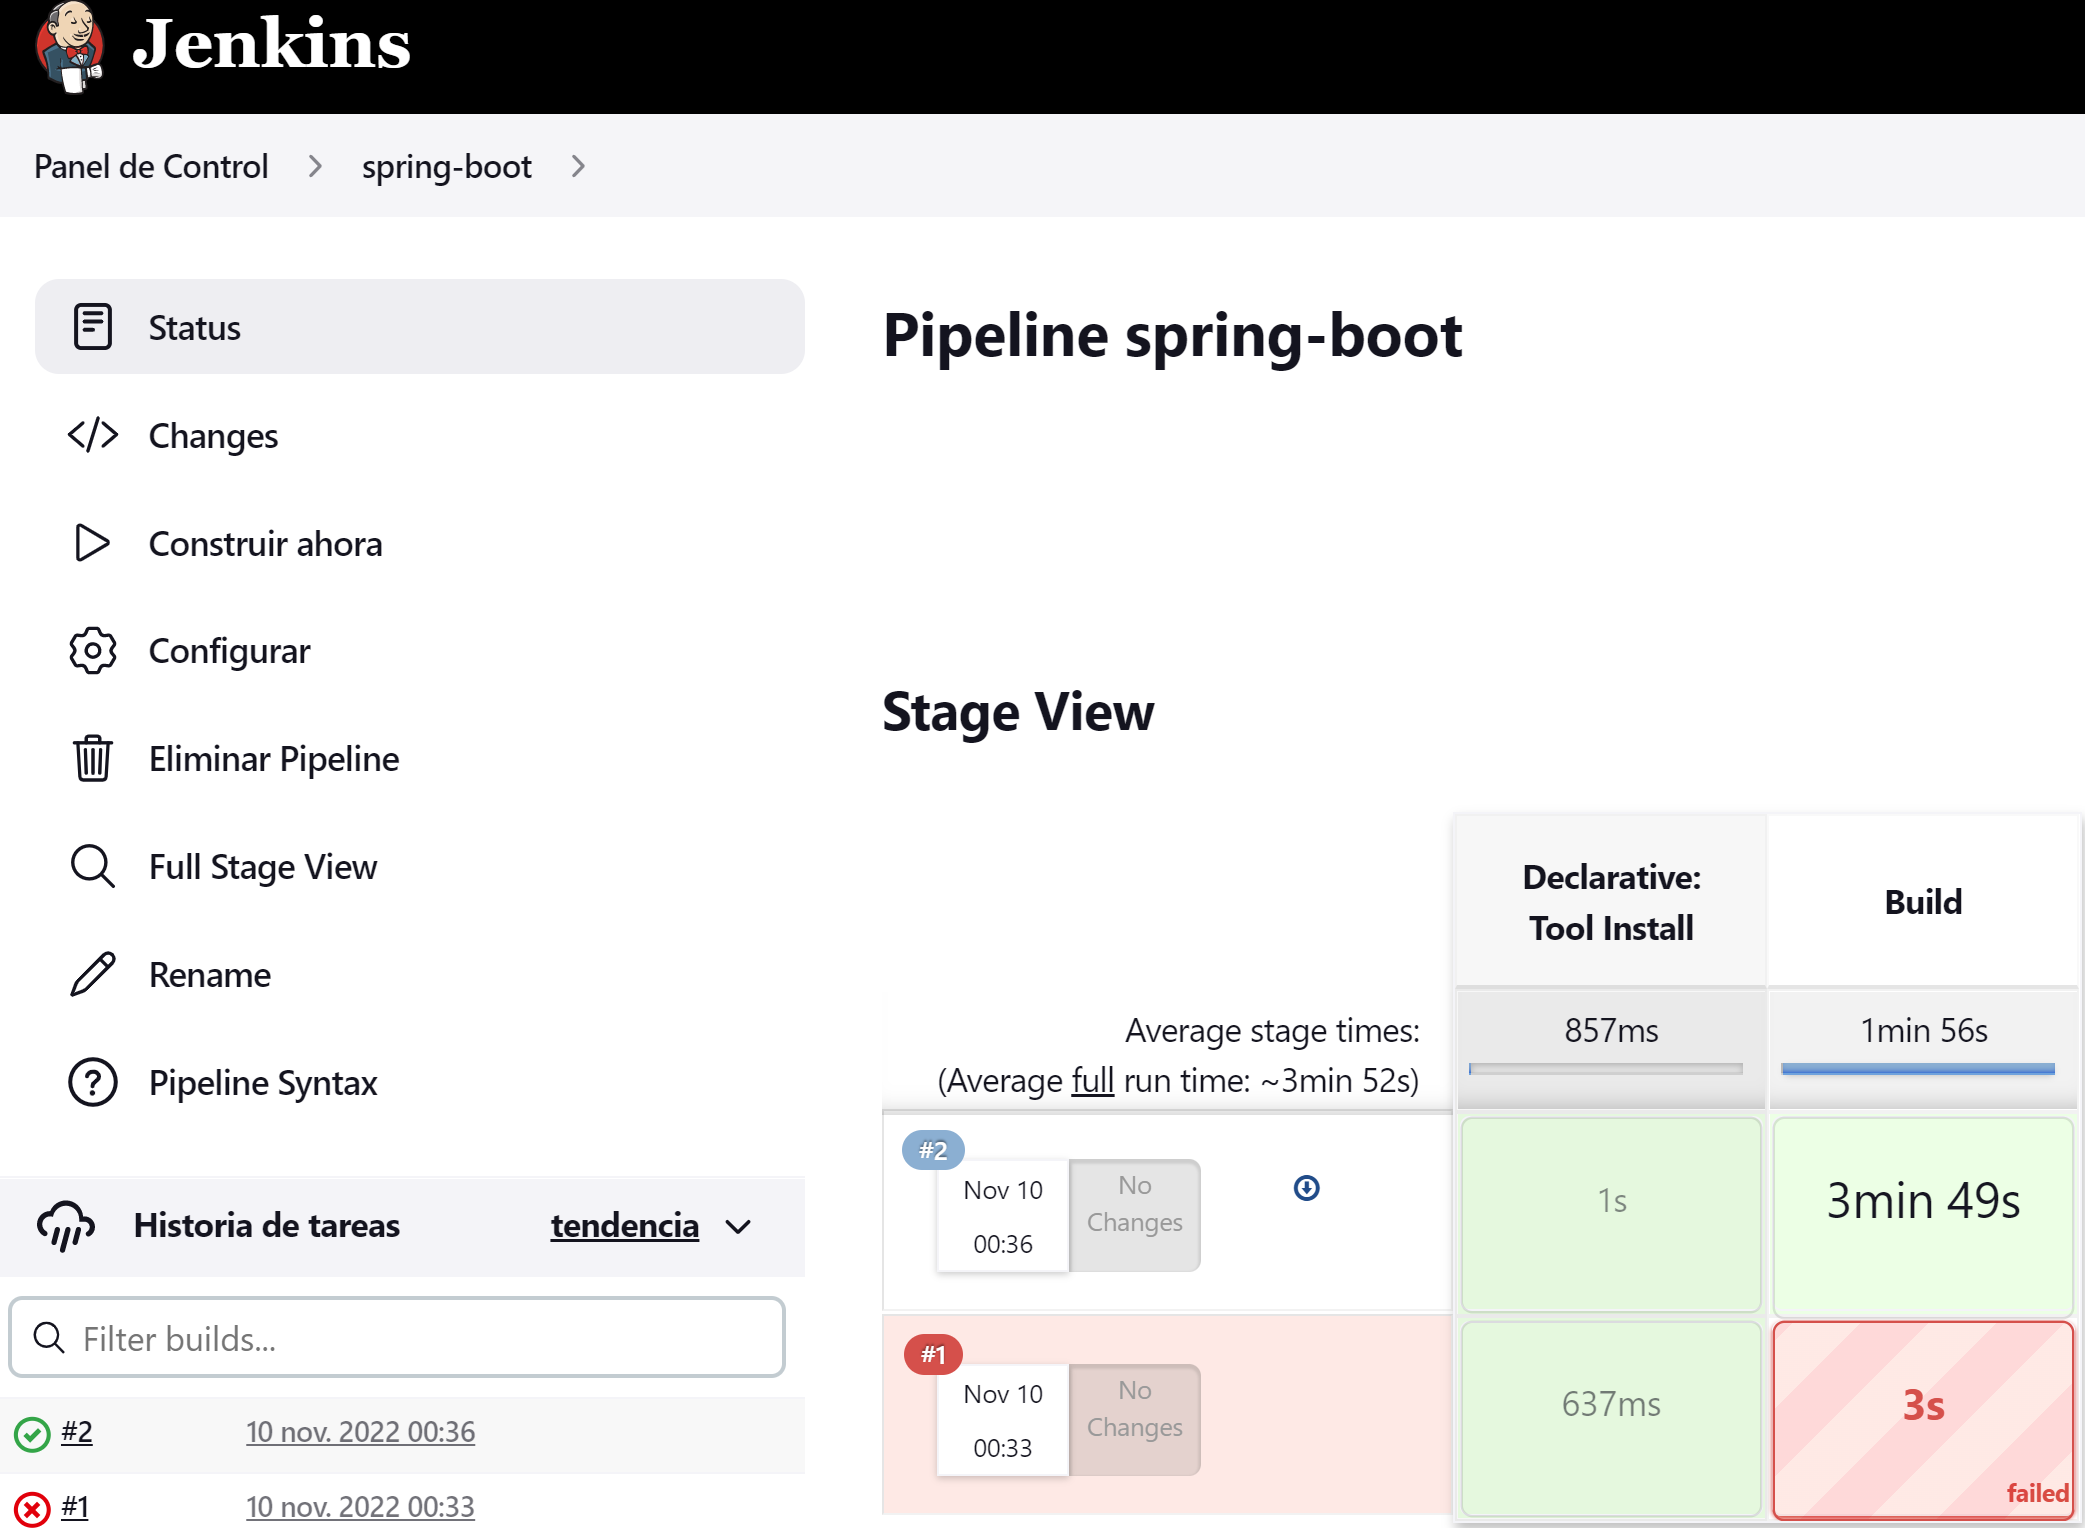 Jenkins
Panel de Control
spring-boot
Status
Changes
Construir ahora
Configurar
Eliminar Pipeline
Full Stage View
Rename
Pipeline Syntax
Historia de tareas tendencia
Filter builds...
#2 10 nov. 2022 00:36
#1 10 nov. 2022 00:33
Pipeline spring-boot
Stage View
Declarative:
Tool Install
Build
Average stage times:
(Average full run time: ~3min 52s)
857ms
1min 56s
#2
Nov 10
00:36
No
Changes
1s
3min 49s
#1
Nov 10
00:33
No
Changes
637ms
3s
failed